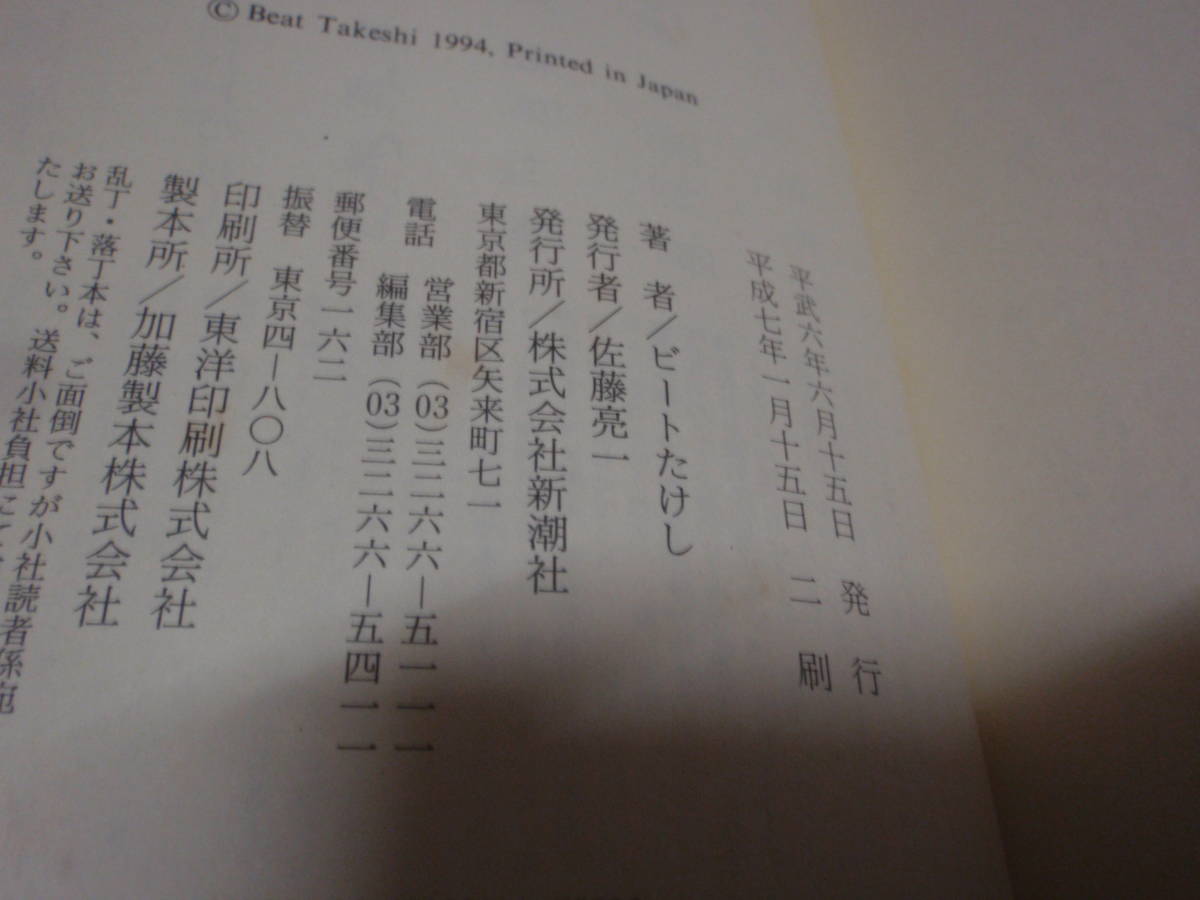 © Beat Takeshi 1994, Printed in Japan
平武六年六月十五日 発行
平成七年一月十五日 二刷
著 者／ビートたけし
発行者／佐藤亮一
発行所／株式会社新潮社
東京都新宿区矢来町七一
電話 営業部(03)三二六六―五一一一
編集部(03)三二六六―五四一一
郵便番号一六二
振替 東京四―八〇八
印刷所／東洋印刷株式会社
製本所／加藤製本株式会社
乱丁・落丁本は、ご面倒ですが小社読者係宛
お送り下さい。送料小社負担にて
たします。